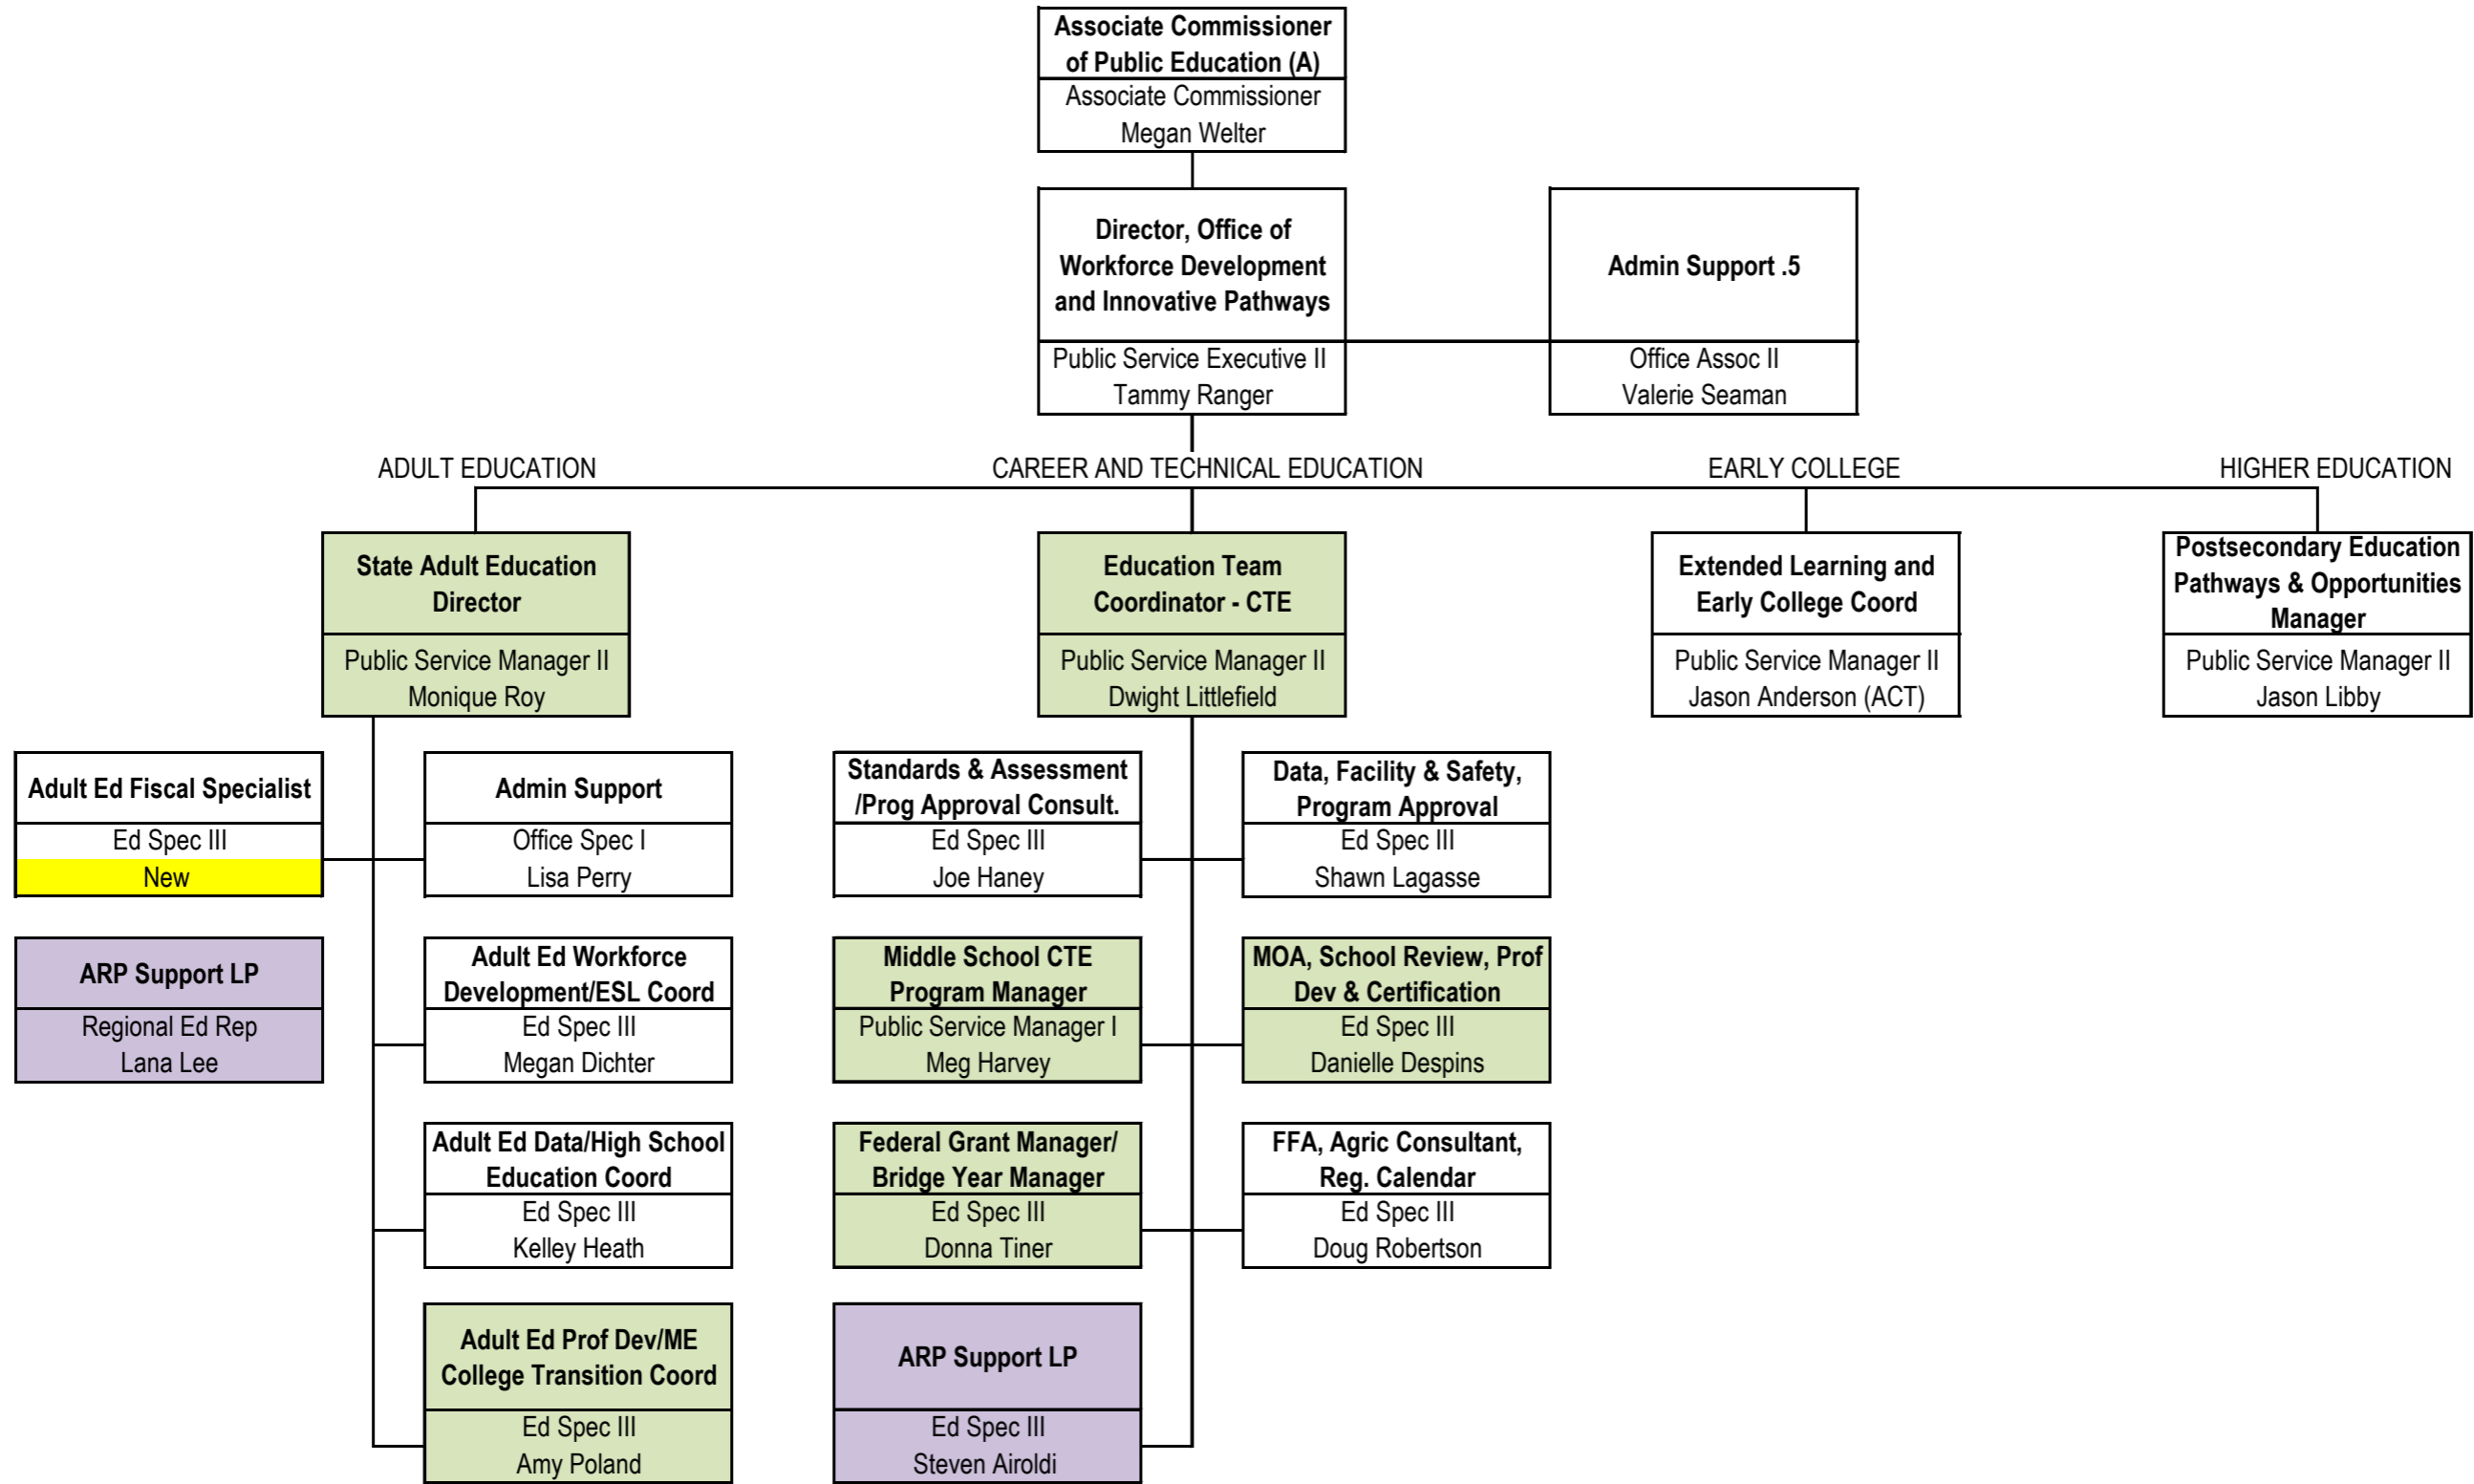 Associate Commissioner
of Public Education (A)
Associate Commissioner
Megan Welter
Director, Office of
Workforce Development
and Innovative Pathways
Public Service Executive II
Tammy Ranger
Admin Support .5
Office Assoc II
Valerie Seaman
ADULT EDUCATION
CAREER AND TECHNICAL EDUCATION
EARLY COLLEGE
HIGHER EDUCATION
State Adult Education
Director
Public Service Manager II
Monique Roy
Education Team
Coordinator - CTE
Public Service Manager II
Dwight Littlefield
Extended Learning and
Early College Coord
Public Service Manager II
Jason Anderson (ACT)
Postsecondary Education
Pathways & Opportunities
Manager
Public Service Manager II
Jason Libby
Adult Ed Fiscal Specialist
Ed Spec III
New
Admin Support
Office Spec I
Lisa Perry
Standards & Assessment
/Prog Approval Consult.
Ed Spec III
Joe Haney
Data, Facility & Safety,
Program Approval
Ed Spec III
Shawn Lagasse
ARP Support LP
Regional Ed Rep
Lana Lee
Adult Ed Workforce
Development/ESL Coord
Ed Spec III
Megan Dichter
Middle School CTE
Program Manager
Public Service Manager I
Meg Harvey
MOA, School Review, Prof
Dev & Certification
Ed Spec III
Danielle Despins
Adult Ed Data/High School
Education Coord
Ed Spec III
Kelley Heath
Federal Grant Manager/
Bridge Year Manager
Ed Spec III
Donna Tiner
FFA, Agric Consultant,
Reg. Calendar
Ed Spec III
Doug Robertson
Adult Ed Prof Dev/ME
College Transition Coord
Ed Spec III
Amy Poland
ARP Support LP
Ed Spec III
Steven Airoldi